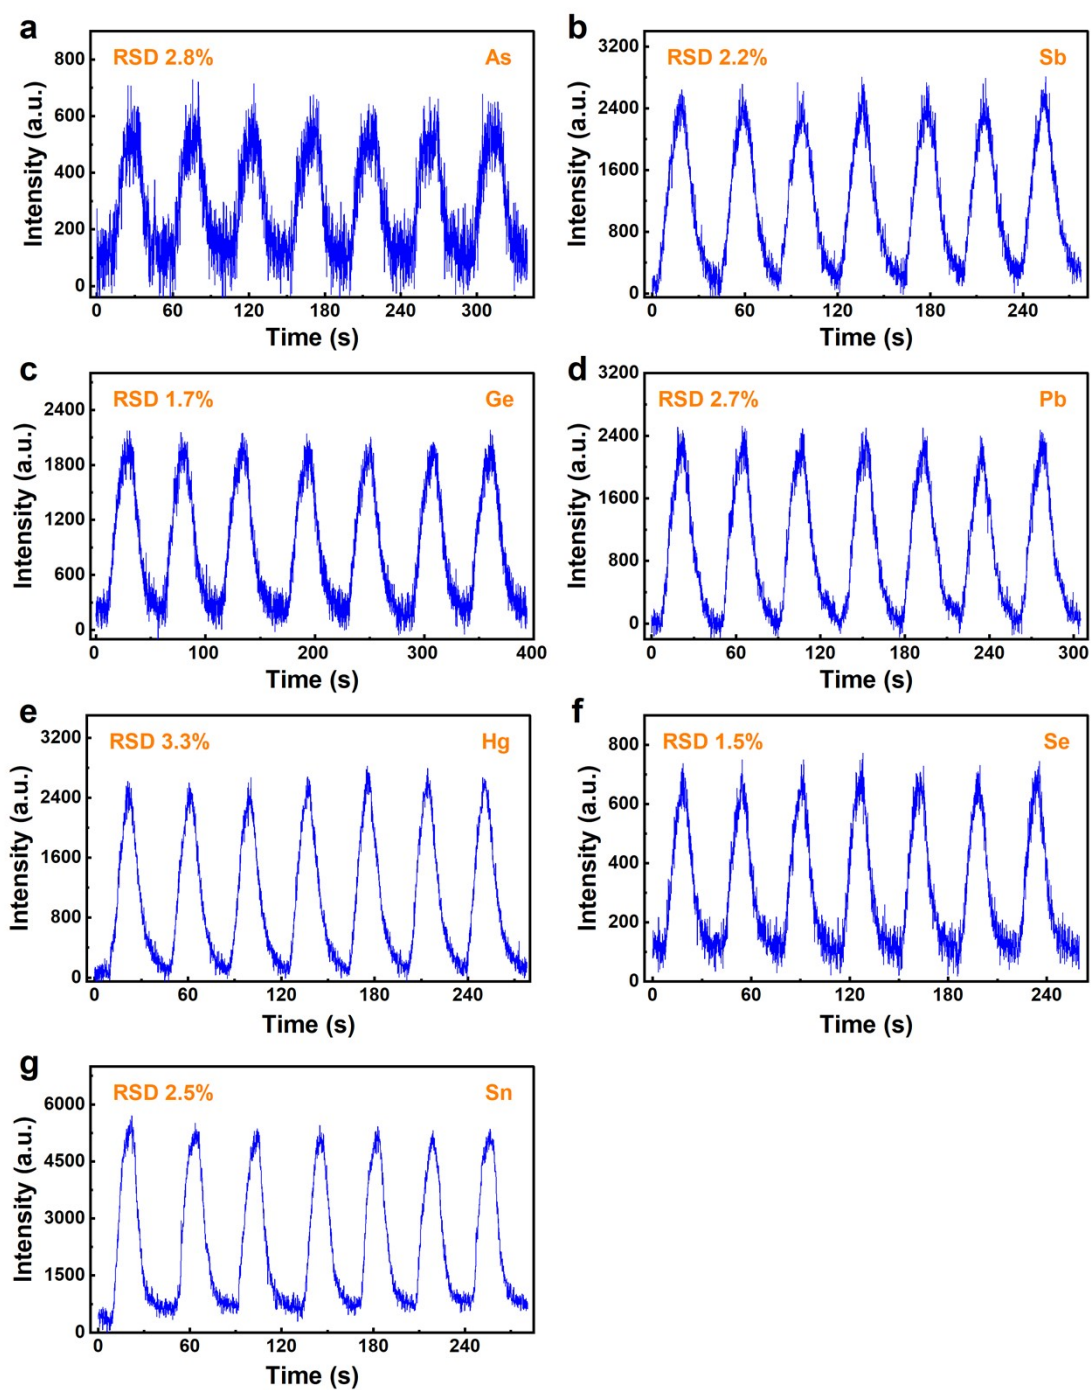 a
RSD 2.8% As
800
600
400
200
0
Intensity (a.u.)
0 60 120 180 240 300
Time (s)
b
RSD 2.2% Sb
3200
2400
1600
800
0
Intensity (a.u.)
0 60 120 180 240
Time (s)
c
RSD 1.7% Ge
2400
1800
1200
600
0
Intensity (a.u.)
0 100 200 300 400
Time (s)
d
RSD 2.7% Pb
3200
2400
1600
800
0
Intensity (a.u.)
0 60 120 180 240 300
Time (s)
e
RSD 3.3% Hg
3200
2400
1600
800
0
Intensity (a.u.)
0 60 120 180 240
Time (s)
f
RSD 1.5% Se
800
600
400
200
0
Intensity (a.u.)
0 60 120 180 240
Time (s)
g
RSD 2.5% Sn
6000
4500
3000
1500
0
Intensity (a.u.)
0 60 120 180 240
Time (s)